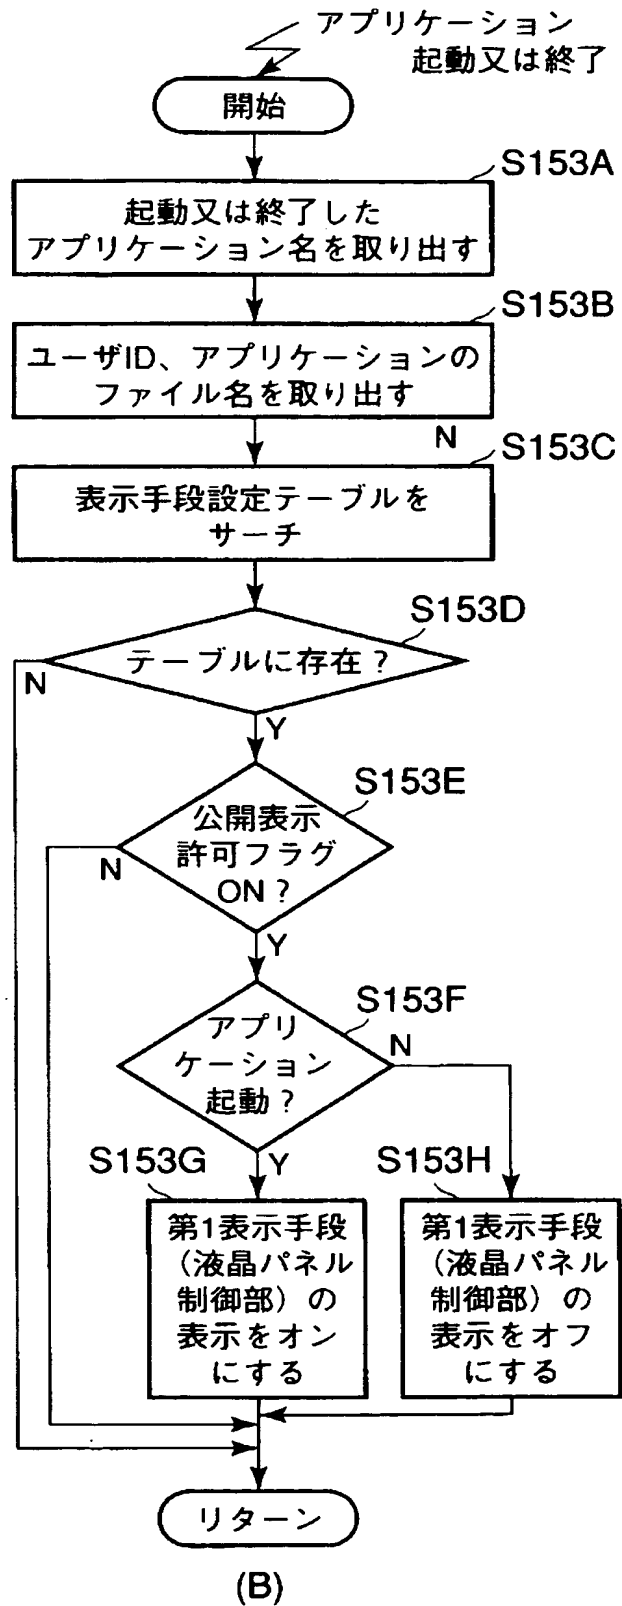 アプリケーション
起動又は終了
開始
S153A
起動又は終了した
アプリケーション名を取り出す
S153B
ユーザID、アプリケーションの
ファイル名を取り出す
N
S153C
表示手段設定テーブルを
サーチ
S153D
テーブルに存在？
N
Y
S153E
公開表示
許可フラグ
ON？
N
Y
S153F
アプリ
ケーション
起動？
N
Y
S153G
第1表示手段
（液晶パネル
制御部）の
表示をオン
にする
S153H
第1表示手段
（液晶パネル
制御部）の
表示をオフ
にする
リターン
(B)